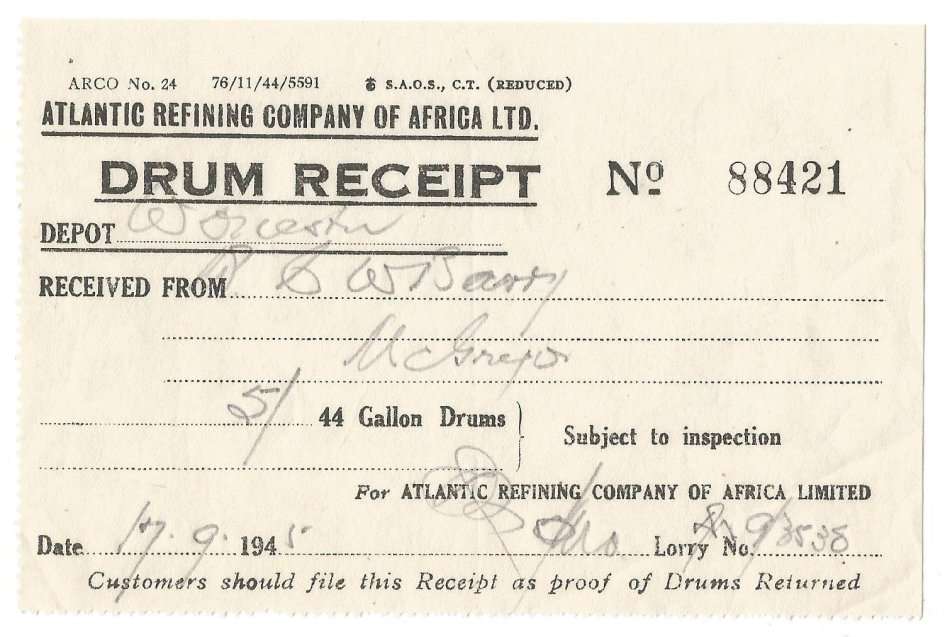 ARCO No. 24 76/11/44/5591 S.A.O.S., C.T. (REDUCED)
ATLANTIC REFINING COMPANY OF AFRICA LTD.
DRUM RECEIPT Nº 88421
DEPOT Worcester
RECEIVED FROM W Barry
McGregor
5/ 44 Gallon Drums
Subject to inspection
For ATLANTIC REFINING COMPANY OF AFRICA LIMITED
Date 17.9.1945 Lorry No.
Customers should file this Receipt as proof of Drums Returned